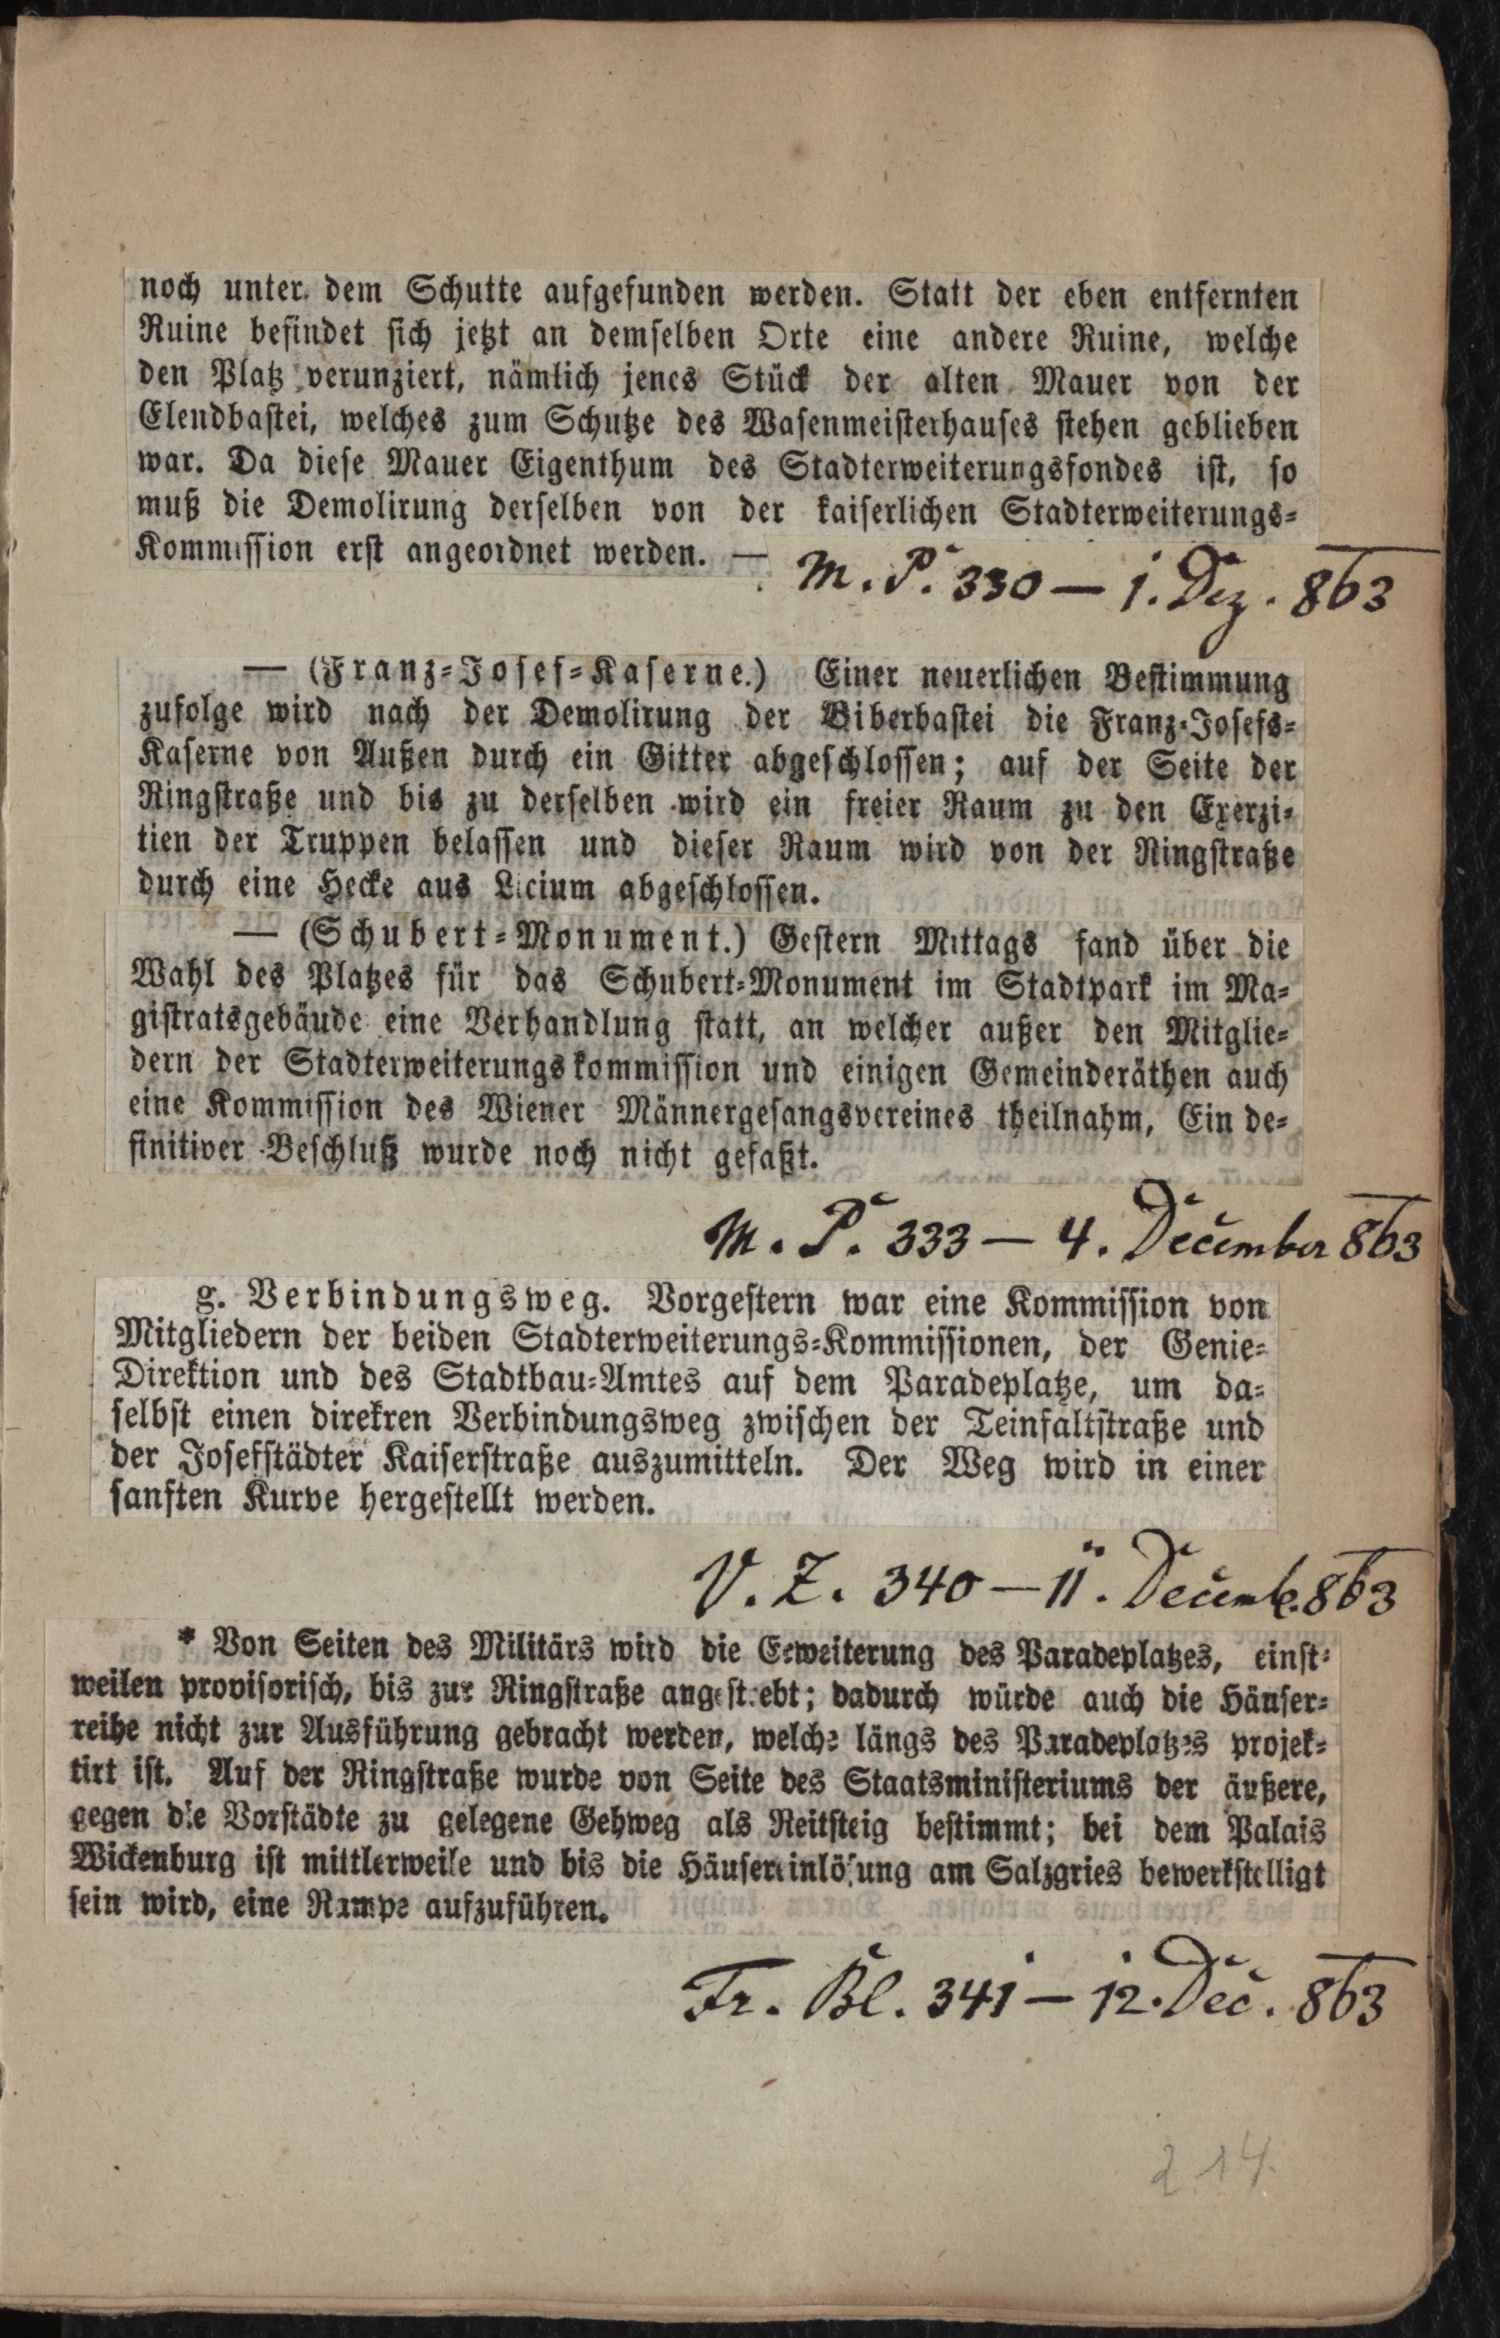 noch unter dem Schutte aufgefunden werden. Statt der eben entfernten
Ruine befindet sich jetzt an demselben Orte eine andere Ruine, welche
den Platz verunziert, nämlich jenes Stück der alten Mauer von der
Elendbastei, welches zum Schutze des Wasenmeisterhauses stehen geblieben
war. Da diese Mauer Eigenthum des Stadterweiterungsfondes ist, so
muß die Demolirung derselben von der kaiserlichen Stadterweiterungs-
Kommission erst angeordnet werden. —
M. P. 330 — 1. Dez. 863
— (Franz-Josef-Kaserne.) Einer neuerlichen Bestimmung
zufolge wird nach der Demolirung der Biberbastei die Franz-Josefs-
Kaserne von Außen durch ein Gitter abgeschlossen; auf der Seite der
Ringstraße und bis zu derselben wird ein freier Raum zu den Exerzi-
tien der Truppen belassen und dieser Raum wird von der Ringstraße
durch eine Hecke aus Licium abgeschlossen.
— (Schubert-Monument.) Gestern Mittags fand über die
Wahl des Platzes für das Schubert-Monument im Stadtpark im Ma-
gistratsgebäude eine Verhandlung statt, an welcher außer den Mitglie-
dern der Stadterweiterungskommission und einigen Gemeinderäthen auch
eine Kommission des Wiener Männergesangsvereines theilnahm, Ein de-
finitiver Beschluß wurde noch nicht gefaßt.
M. P. 333 — 4. December 863
g. Verbindungsweg. Vorgestern war eine Kommission von
Mitgliedern der beiden Stadterweiterungs-Kommissionen, der Genie-
Direktion und des Stadtbau-Amtes auf dem Paradeplatze, um da-
selbst einen direkren Verbindungsweg zwischen der Teinfaltstraße und
der Josefstädter Kaiserstraße auszumitteln. Der Weg wird in einer
sanften Kurve hergestellt werden.
V. Z. 340 — 11. Decemb. 863
* Von Seiten des Militärs wird die Erweiterung des Paradeplatzes, einst-
weilen provisorisch, bis zur Ringstraße angestrebt; dadurch würde auch die Häuser-
reihe nicht zur Ausführung gebracht werden, welche längs des Paradeplatzes projek-
tirt ist. Auf der Ringstraße wurde von Seite des Staatsministeriums der äußere,
gegen die Vorstädte zu gelegene Gehweg als Reitsteig bestimmt; bei dem Palais
Wickenburg ist mittlerweile und bis die Häusereinlösung am Salzgries bewerkstelligt
sein wird, eine Rampe aufzuführen.
Fr. Bl. 341 — 12. Dec. 863
214